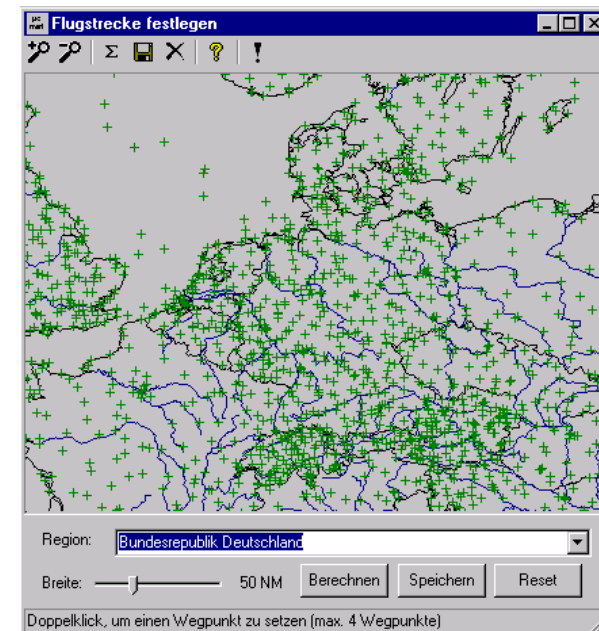 Flugstrecke festlegen
Region: Bundesrepublik Deutschland
Breite: 50 NM Berechnen Speichern Reset
Doppelklick, um einen Wegpunkt zu setzen (max. 4 Wegpunkte)